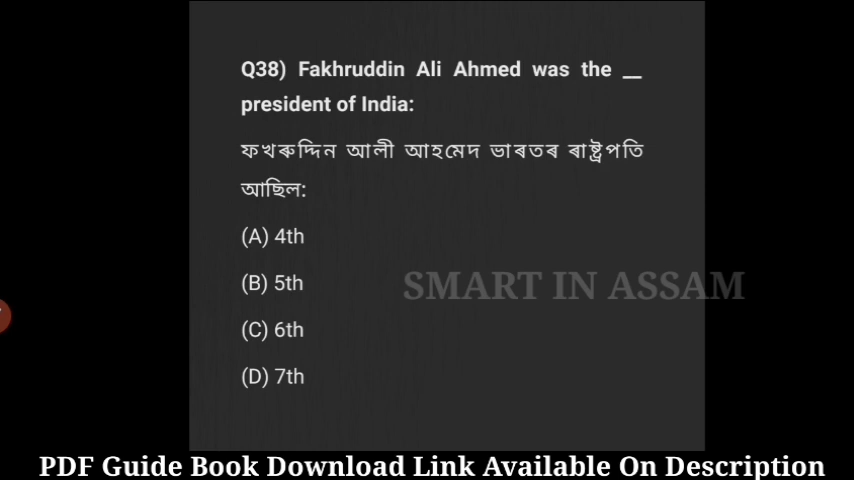 Q38) Fakhruddin Ali Ahmed was the __
president of India:
ফখৰুদ্দিন আলী আহমেদ ভাৰতৰ ৰাষ্ট্ৰপতি
আছিল:
(A) 4th
(B) 5th
SMART IN ASSAM
(C) 6th
(D) 7th
PDF Guide Book Download Link Available On Description